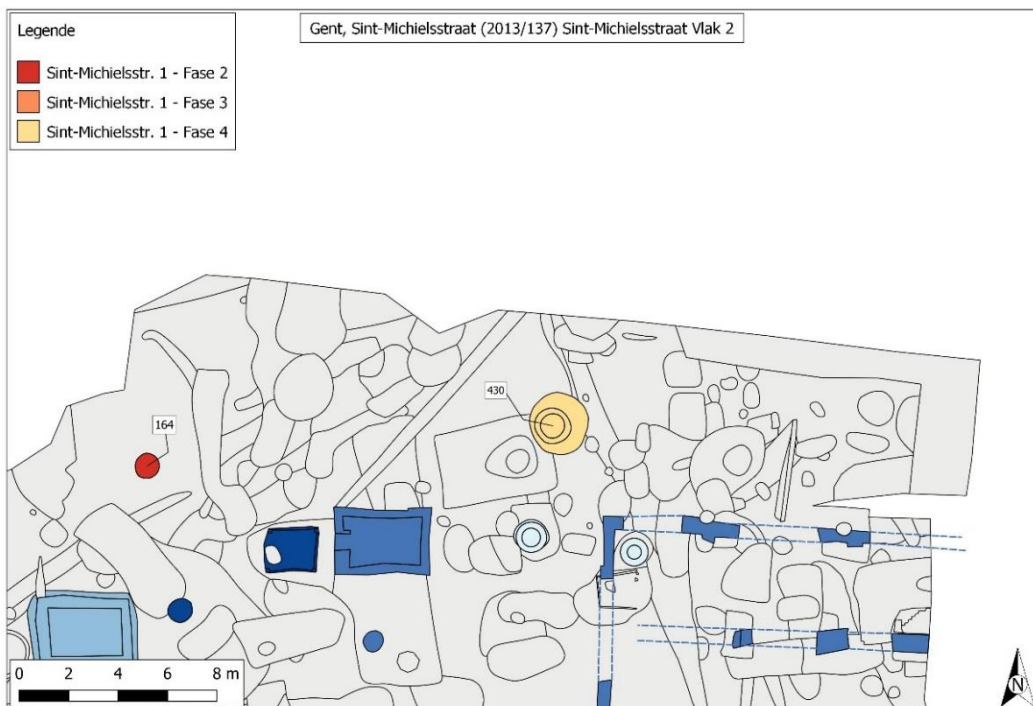 Legende
Gent, Sint-Michielsstraat (2013/137) Sint-Michielsstraat Vlak 2
Sint-Michielsstr. 1 - Fase 2
Sint-Michielsstr. 1 - Fase 3
Sint-Michielsstr. 1 - Fase 4
430
164
0 2 4 6 8 m
N